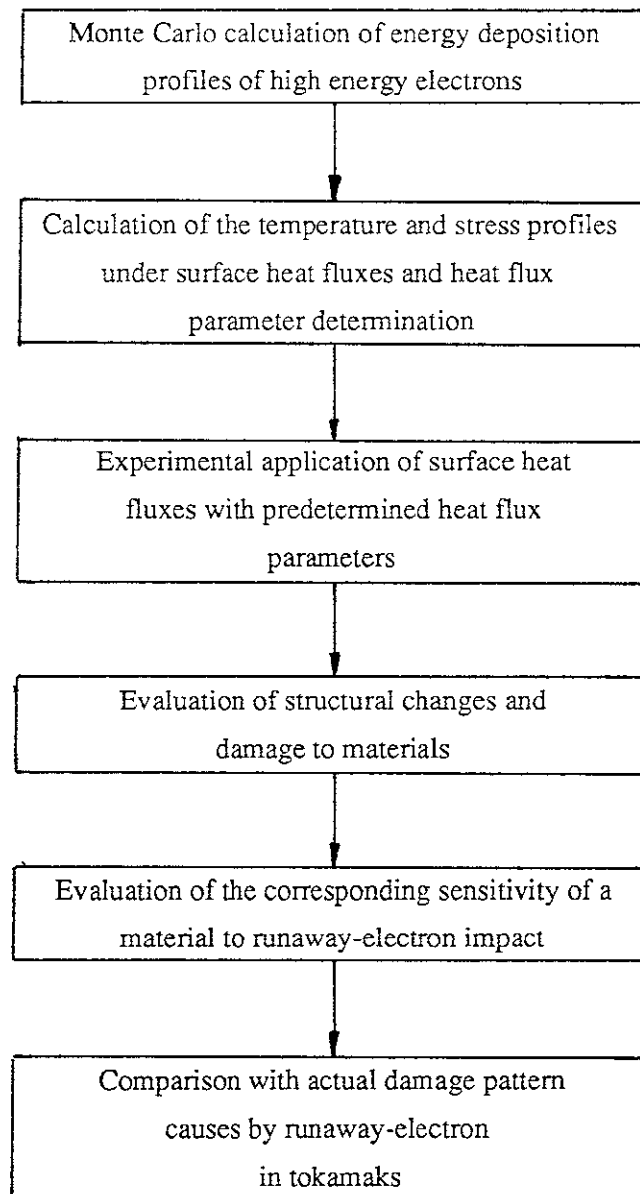 Monte Carlo calculation of energy deposition
profiles of high energy electrons
Calculation of the temperature and stress profiles
under surface heat fluxes and heat flux
parameter determination
Experimental application of surface heat
fluxes with predetermined heat flux
parameters
Evaluation of structural changes and
damage to materials
Evaluation of the corresponding sensitivity of a
material to runaway-electron impact
Comparison with actual damage pattern
causes by runaway-electron
in tokamaks